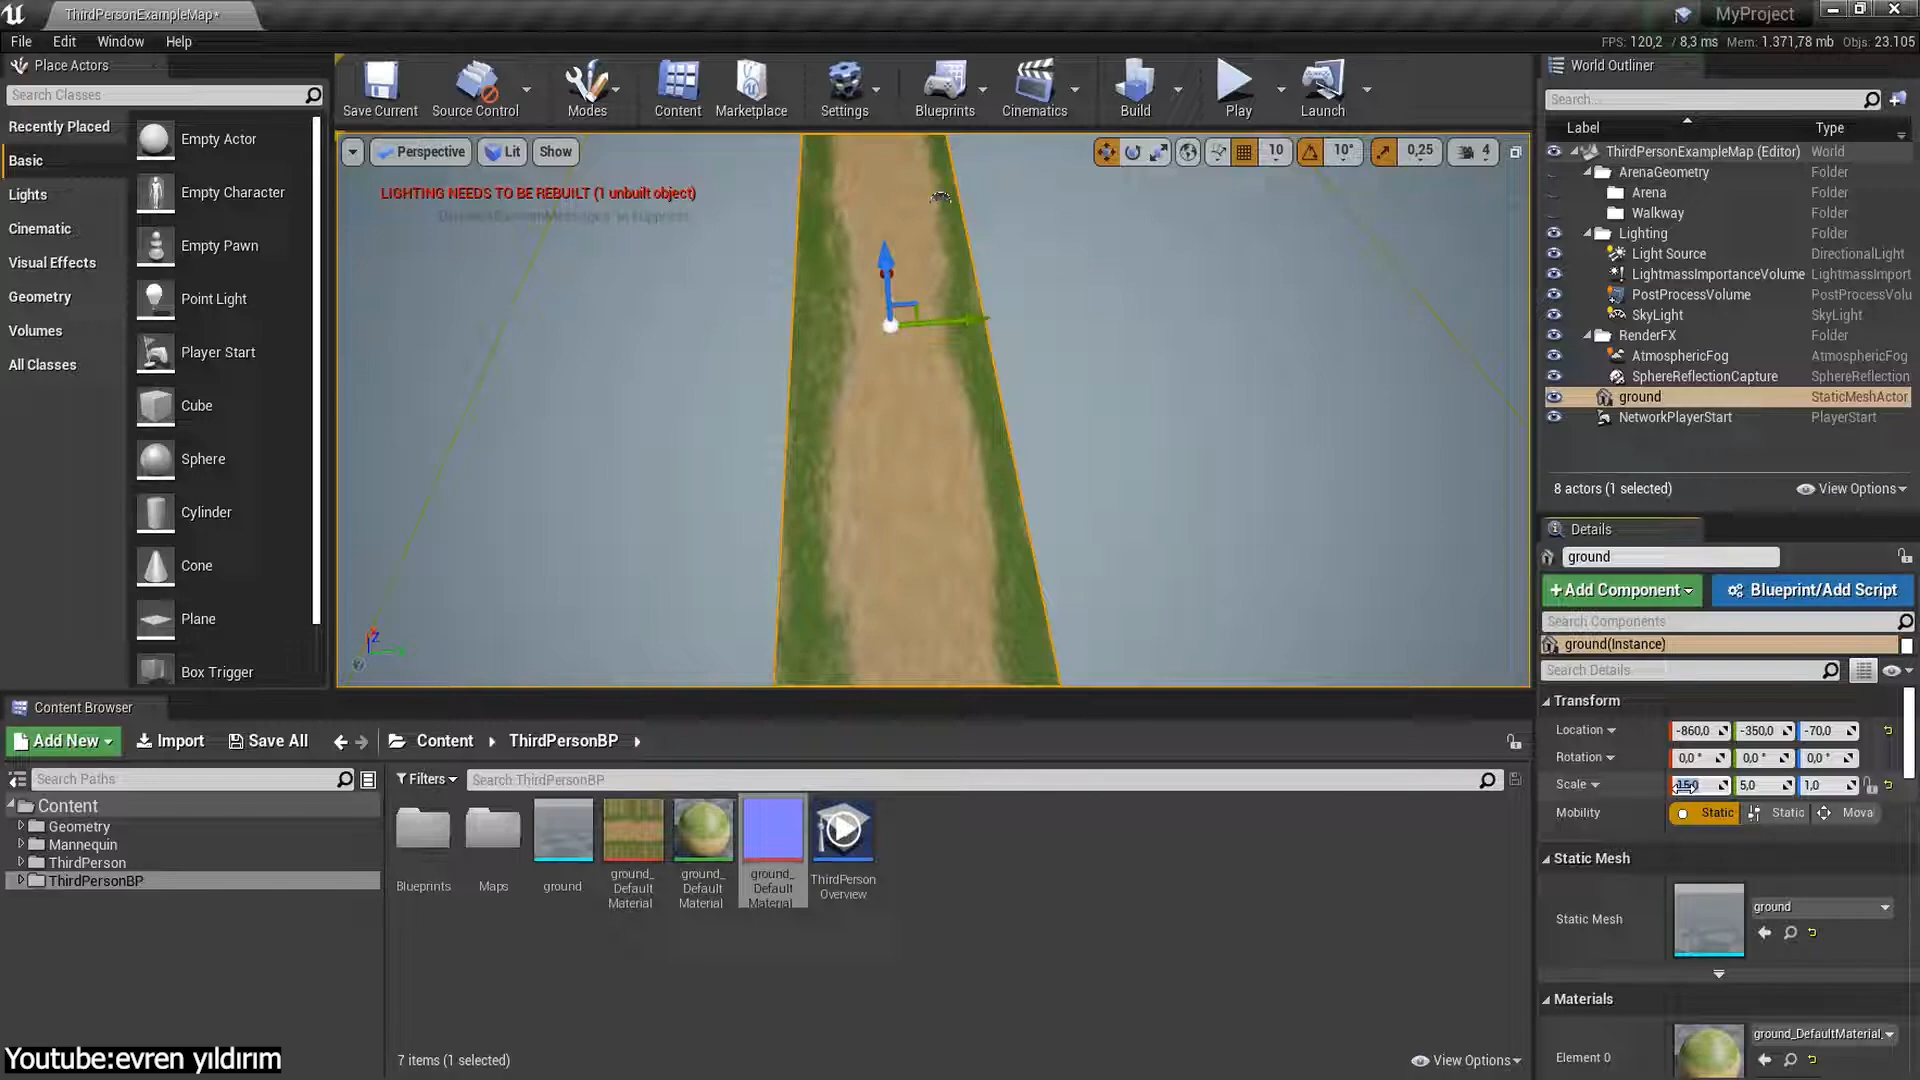 ThirdPersonExampleMap*
MyProject
File Edit Window Help
FPS: 120,2 / 8,3 ms Mem: 1.371,78 mb Objs: 23.105
Place Actors
Search Classes
Recently Placed
Basic
Lights
Cinematic
Visual Effects
Geometry
Volumes
All Classes
Empty Actor
Empty Character
Empty Pawn
Point Light
Player Start
Cube
Sphere
Cylinder
Cone
Plane
Box Trigger
Save Current
Source Control
Modes
Content
Marketplace
Settings
Blueprints
Cinematics
Build
Play
Launch
Perspective Lit Show
10 10° 0,25 4
LIGHTING NEEDS TO BE REBUILT (1 unbuilt object)
Z
World Outliner
Search...
Label Type
ThirdPersonExampleMap (Editor) World
ArenaGeometry Folder
Arena Folder
Walkway Folder
Lighting Folder
Light Source DirectionalLight
LightmassImportanceVolume LightmassImport
PostProcessVolume PostProcessVolu
SkyLight SkyLight
RenderFX Folder
AtmosphericFog AtmosphericFog
SphereReflectionCapture SphereReflection
ground StaticMeshActor
NetworkPlayerStart PlayerStart
8 actors (1 selected) View Options
Details
ground
+Add Component Blueprint/Add Script
Search Components
ground(Instance)
Search Details
Transform
Location -860,0 -350,0 -70,0
Rotation 0,0 ° 0,0 ° 0,0 °
Scale 5,0 1,0
Mobility Static Static Mova
Static Mesh
Static Mesh ground
Materials
Element 0 ground_DefaultMaterial
Content Browser
Add New Import Save All Content ThirdPersonBP
Search Paths
Filters Search ThirdPersonBP
Content
Geometry
Mannequin
ThirdPerson
ThirdPersonBP
Blueprints
Maps
ground
ground_
Default
Material
ground_
Default
Material
ground_
Default
Material
ThirdPerson
Overview
7 items (1 selected) View Options
Youtube:evren yıldırım